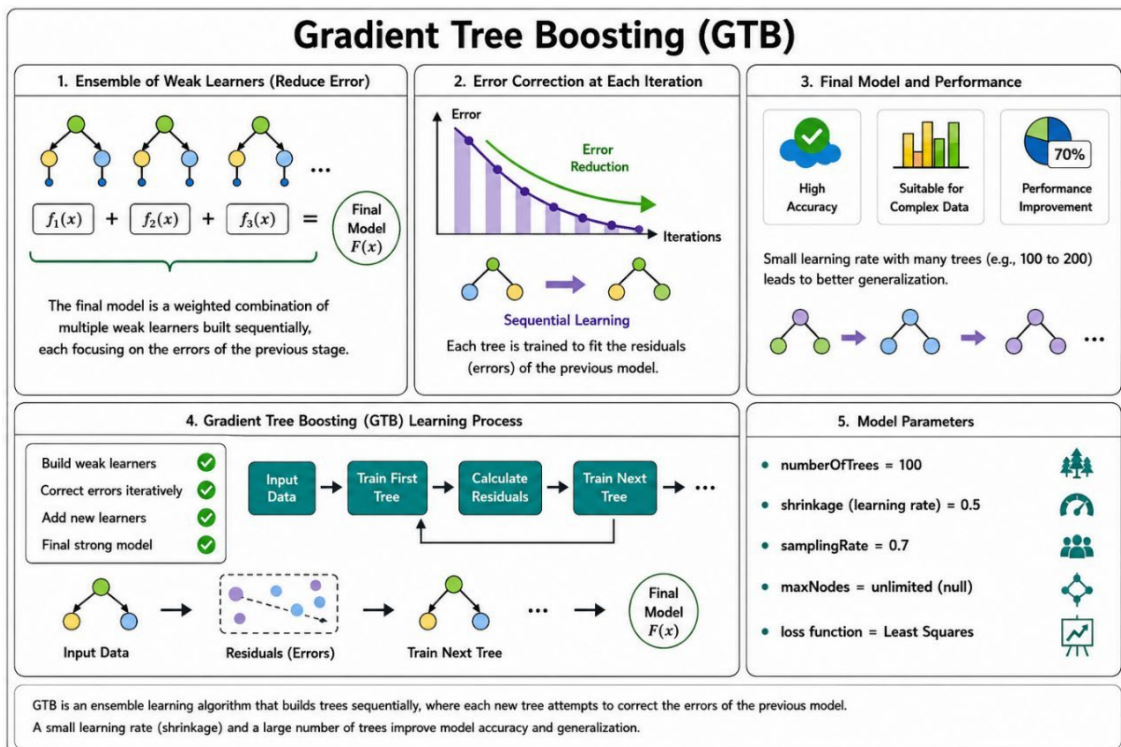 Gradient Tree Boosting (GTB)
1. Ensemble of Weak Learners (Reduce Error)
...
f₁(x) + f₂(x) + f₃(x) =
Final
Model
F(x)
The final model is a weighted combination of
multiple weak learners built sequentially,
each focusing on the errors of the previous stage.
2. Error Correction at Each Iteration
Error
Error
Reduction
Iterations
Sequential Learning
Each tree is trained to fit the residuals
(errors) of the previous model.
3. Final Model and Performance
High
Accuracy
Suitable for
Complex Data
70%
Performance
Improvement
Small learning rate with many trees (e.g., 100 to 200)
leads to better generalization.
...
4. Gradient Tree Boosting (GTB) Learning Process
Build weak learners
Correct errors iteratively
Add new learners
Final strong model
Input
Data
Train First
Tree
Calculate
Residuals
Train Next
Tree
...
Input Data
Residuals (Errors)
Train Next Tree
...
Final
Model
F(x)
5. Model Parameters
• numberOfTrees = 100
• shrinkage (learning rate) = 0.5
• samplingRate = 0.7
• maxNodes = unlimited (null)
• loss function = Least Squares
GTB is an ensemble learning algorithm that builds trees sequentially, where each new tree attempts to correct the errors of the previous model.
A small learning rate (shrinkage) and a large number of trees improve model accuracy and generalization.